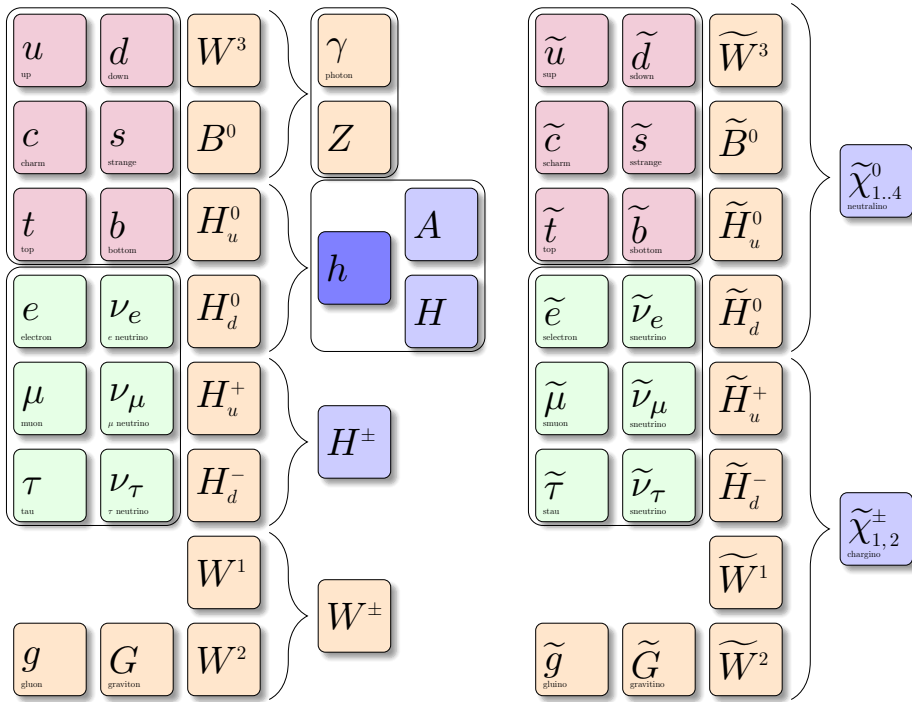 u
up
d
down
W³
γ
photon
ũ
sup
d̃
sdown
W̃³
c
charm
s
strange
B⁰
Z
c̃
scharm
s̃
sstrange
B̃⁰
χ̃⁰₁..₄
neutralino
t
top
b
bottom
H⁰ᵤ
A
h
H
t̃
top
b̃
sbottom
H̃⁰ᵤ
e
electron
νₑ
e neutrino
H⁰_d
ẽ
selectron
ν̃ₑ
sneutrino
H̃⁰_d
μ
muon
ν_μ
μ neutrino
H⁺ᵤ
H±
μ̃
smuon
ν̃_μ
sneutrino
H̃⁺ᵤ
τ
tau
ν_τ
τ neutrino
H⁻_d
τ̃
stau
ν̃_τ
sneutrino
H̃⁻_d
χ̃±₁,₂
chargino
W¹
W±
W̃¹
g
gluon
G
graviton
W²
g̃
gluino
G̃
gravitino
W̃²